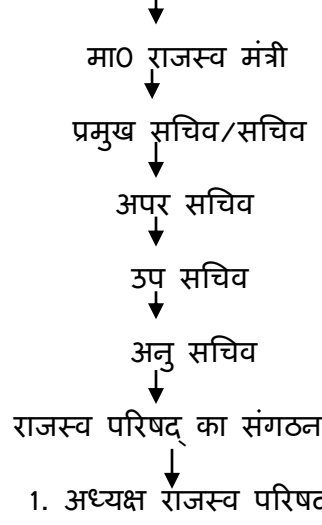 मा0 राजस्व मंत्री
प्रमुख सचिव/सचिव
अपर सचिव
उप सचिव
अनु सचिव
राजस्व परिषद् का संगठन
1. अध्यक्ष राजस्व परिषद